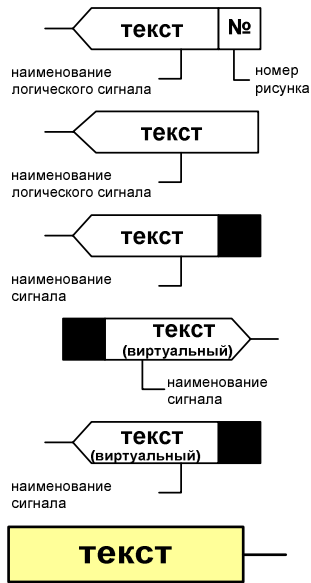 текст №
наименование
логического сигнала
номер
рисунка
текст
наименование
логического сигнала
текст
наименование
сигнала
текст
(виртуальный)
наименование
сигнала
текст
(виртуальный)
наименование
сигнала
текст